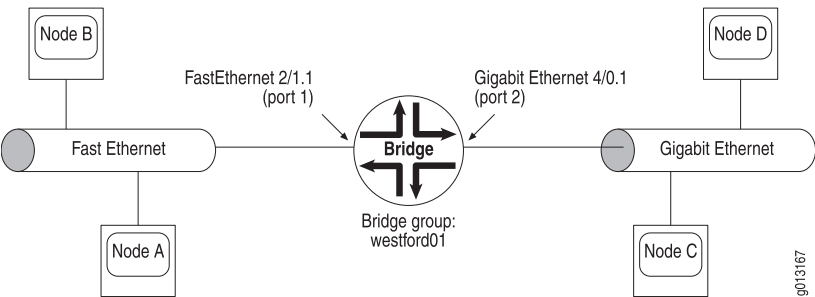 Node B
Node D
FastEthernet 2/1.1
(port 1)
Gigabit Ethernet 4/0.1
(port 2)
Fast Ethernet
Bridge
Gigabit Ethernet
Bridge group:
westford01
Node A
Node C
g013167